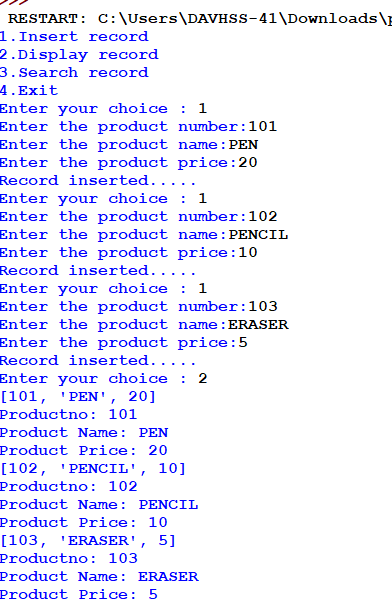 >>>
RESTART: C:\Users\DAVHSS-41\Downloads\
1.Insert record
2.Display record
3.Search record
4.Exit
Enter your choice : 1
Enter the product number:101
Enter the product name:PEN
Enter the product price:20
Record inserted.....
Enter your choice : 1
Enter the product number:102
Enter the product name:PENCIL
Enter the product price:10
Record inserted.....
Enter your choice : 1
Enter the product number:103
Enter the product name:ERASER
Enter the product price:5
Record inserted.....
Enter your choice : 2
[101, 'PEN', 20]
Productno: 101
Product Name: PEN
Product Price: 20
[102, 'PENCIL', 10]
Productno: 102
Product Name: PENCIL
Product Price: 10
[103, 'ERASER', 5]
Productno: 103
Product Name: ERASER
Product Price: 5